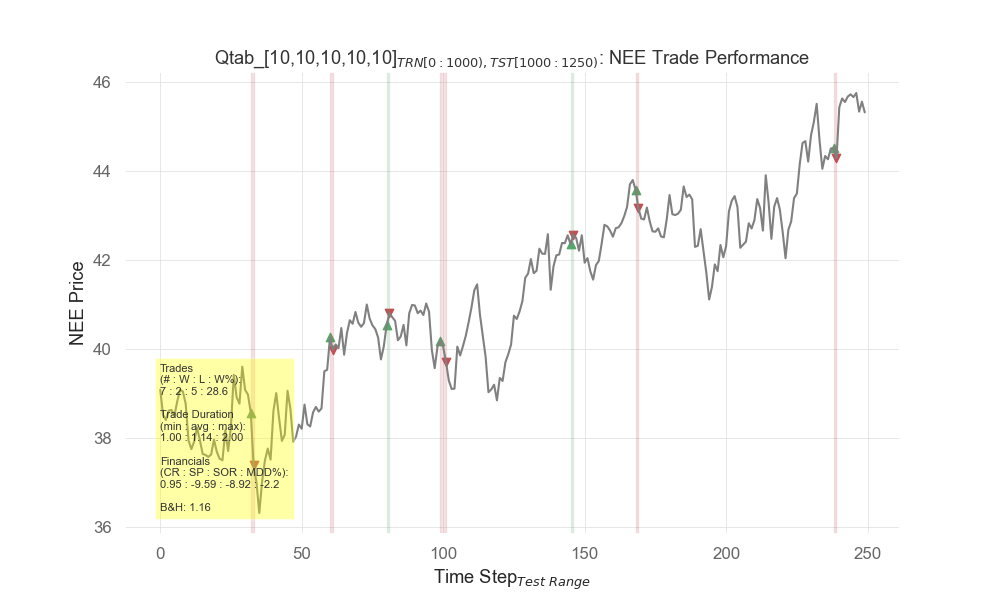 Qtab_[10,10,10,10,10]TRN[0 : 1000), TST[1000 : 1250): NEE Trade Performance
46
44
42
40
38
36
NEE Price
Trades
(# : W : L : W%):
7 : 2 : 5 : 28.6
Trade Duration
(min : avg : max):
1.00 : 1.14 : 2.00
Financials
(CR : SP : SOR : MDD%):
0.95 : -9.59 : -8.92 : -2.2
B&H: 1.16
0 50 100 150 200 250
Time StepTest Range